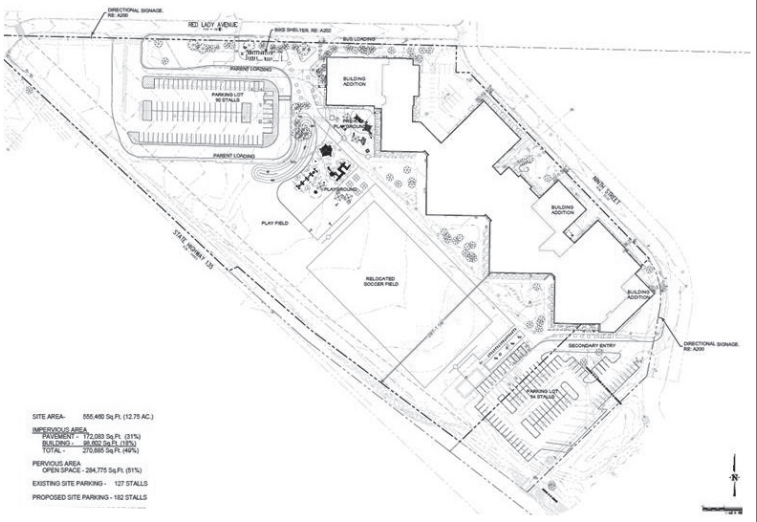 DIRECTIONAL SIGNAGE,
RE: A200
RED LADY AVENUE
BIKE SHELTER, RE: A202
BUS LOADING
PARENT LOADING
BUILDING
ADDITION
PARKING LOT
90 STALLS
PLAYGROUND
PARENT LOADING
PLAYGROUND
NINTH STREET
BUILDING
ADDITION
PLAY FIELD
STATE HIGHWAY 135
RELOCATED
SOCCER FIELD
BUILDING
ADDITION
DIRECTIONAL SIGNAGE,
RE: A200
SECONDARY ENTRY
PARKING LOT
94 STALLS
SITE AREA- 555,460 Sq.Ft. (12.75 AC.)
IMPERVIOUS AREA
PAVEMENT - 172,083 Sq.Ft. (31%)
BUILDING - 98,602 Sq.Ft. (18%)
TOTAL - 270,685 Sq.Ft. (49%)
PERVIOUS AREA
OPEN SPACE - 284,775 Sq.Ft. (51%)
EXISTING SITE PARKING - 127 STALLS
PROPOSED SITE PARKING - 182 STALLS
N